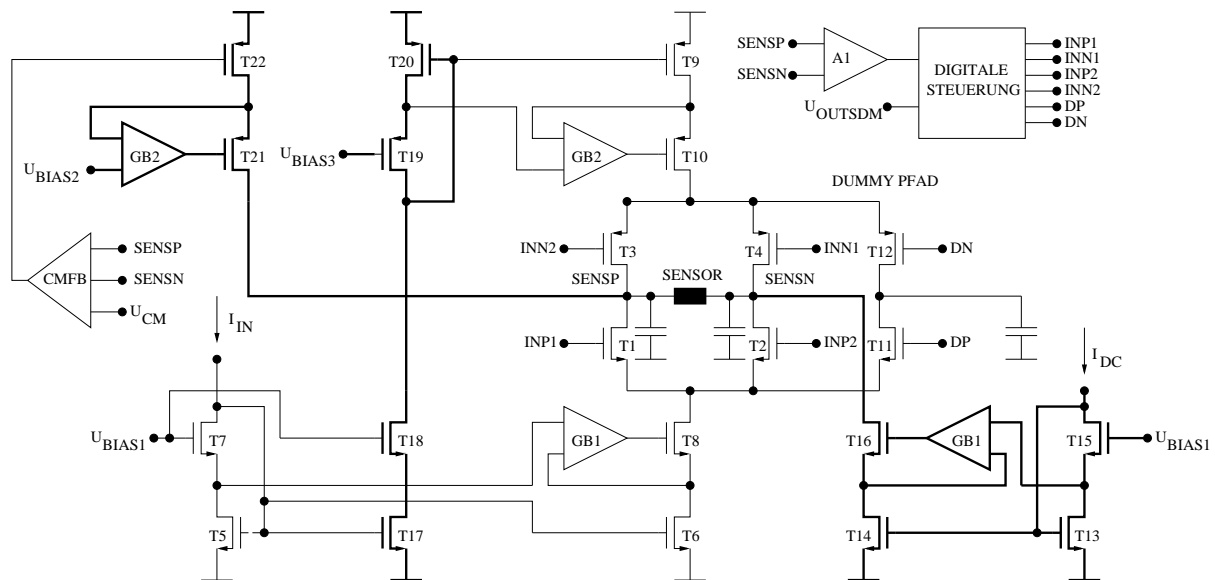 T22
T20
T9
SENSP
SENSN
A1
DIGITALE
STEUERUNG
INP1
INN1
INP2
INN2
DP
DN
U_OUTSDM
GB2
T21
U_BIAS2
U_BIAS3
T19
GB2
T10
DUMMY PFAD
INN2
T3
T4
INN1
T12
DN
SENSP
SENSOR
SENSN
CMFB
SENSP
SENSN
U_CM
I_IN
INP1
T1
T2
INP2
T11
DP
I_DC
U_BIAS1
T7
T18
GB1
T8
T16
GB1
T15
U_BIAS1
T5
T17
T6
T14
T13